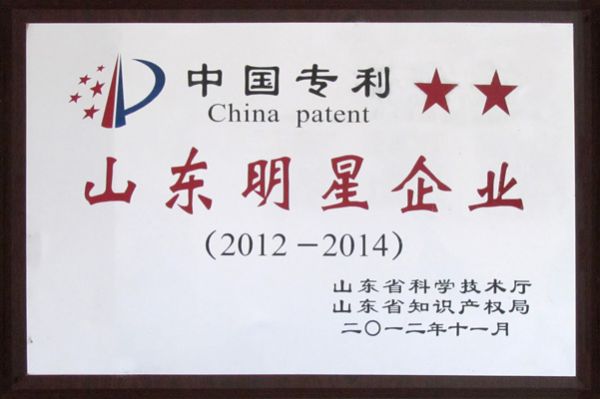 中国专利 ★★
China patent
山东明星企业
(2012-2014)
山东省科学技术厅
山东省知识产权局
二〇一二年十一月